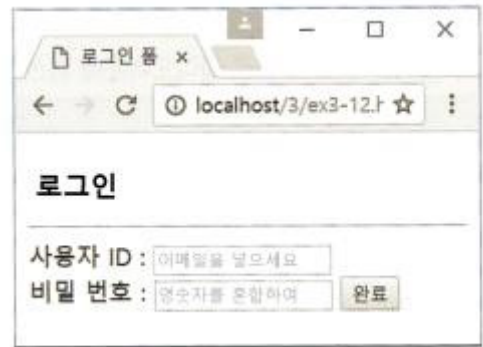 로그인 폼 ×
localhost/3/ex3-12.h
로그인
사용자 ID : 이메일을 넣으세요
비밀 번호 : 영숫자를 혼합하여 완료